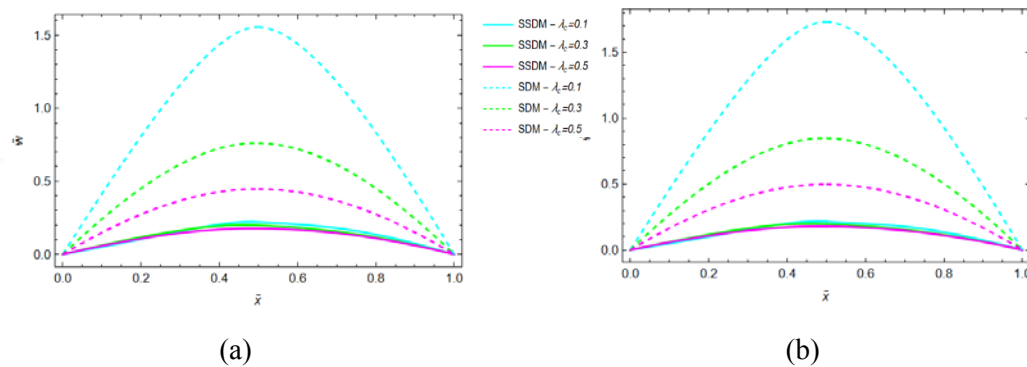 1.5
1.0
0.5
0.0
0.0 0.2 0.4 0.6 0.8 1.0
x̄
SSDM – λc=0.1
SSDM – λc=0.3
SSDM – λc=0.5
SDM – λc=0.1
SDM – λc=0.3
SDM – λc=0.5
1.5
1.0
0.5
0.0
0.0 0.2 0.4 0.6 0.8 1.0
x̄
(a) (b)